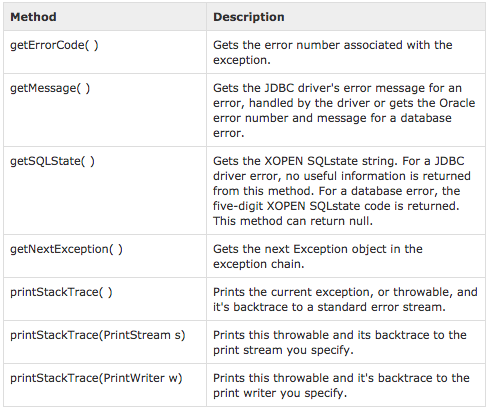 Method Description
getErrorCode( ) Gets the error number associated with the
exception.
getMessage( ) Gets the JDBC driver's error message for an
error, handled by the driver or gets the Oracle
error number and message for a database
error.
getSQLState( ) Gets the XOPEN SQLstate string. For a JDBC
driver error, no useful information is returned
from this method. For a database error, the
five-digit XOPEN SQLstate code is returned.
This method can return null.
getNextException( ) Gets the next Exception object in the
exception chain.
printStackTrace( ) Prints the current exception, or throwable, and
it's backtrace to a standard error stream.
printStackTrace(PrintStream s) Prints this throwable and its backtrace to the
print stream you specify.
printStackTrace(PrintWriter w) Prints this throwable and it's backtrace to the
print writer you specify.